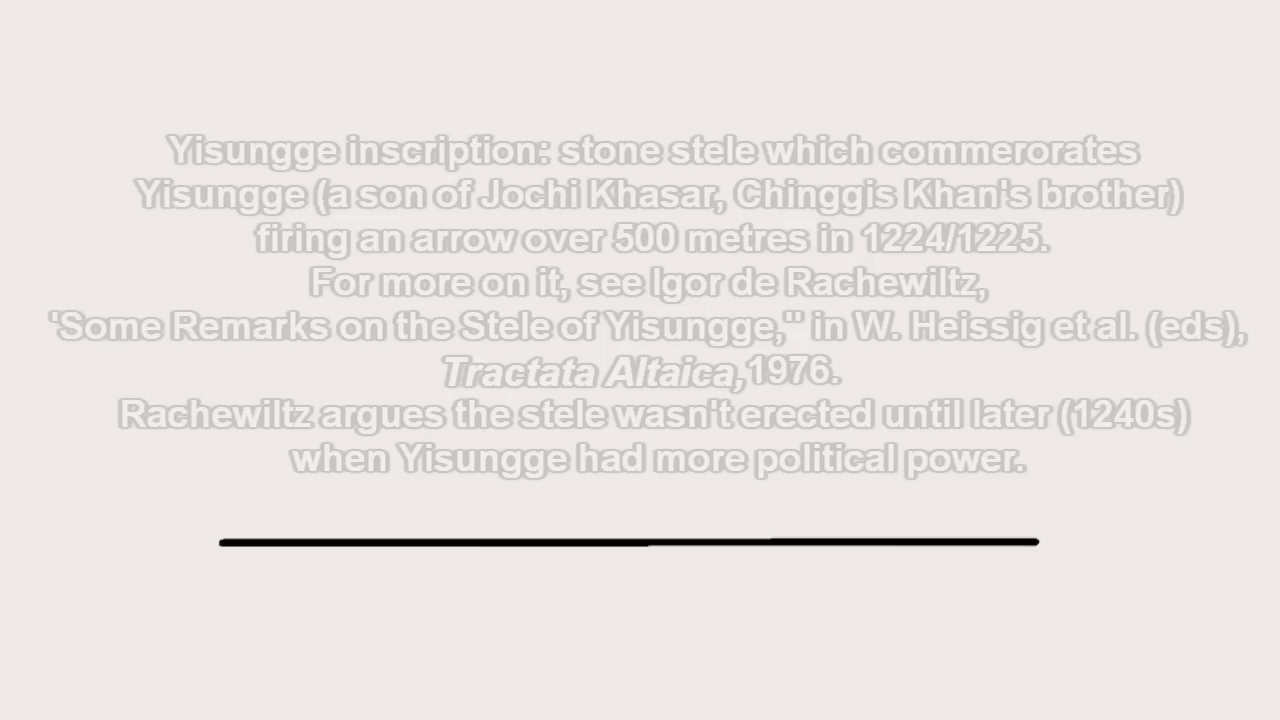 Yisungge inscription: stone stele which commerorates
Yisungge (a son of Jochi Khasar, Chinggis Khan's brother)
firing an arrow over 500 metres in 1224/1225.
For more on it, see Igor de Rachewiltz,
'Some Remarks on the Stele of Yisungge," in W. Heissig et al. (eds),
Tractata Altaica, 1976.
Rachewiltz argues the stele wasn't erected until later (1240s)
when Yisungge had more political power.